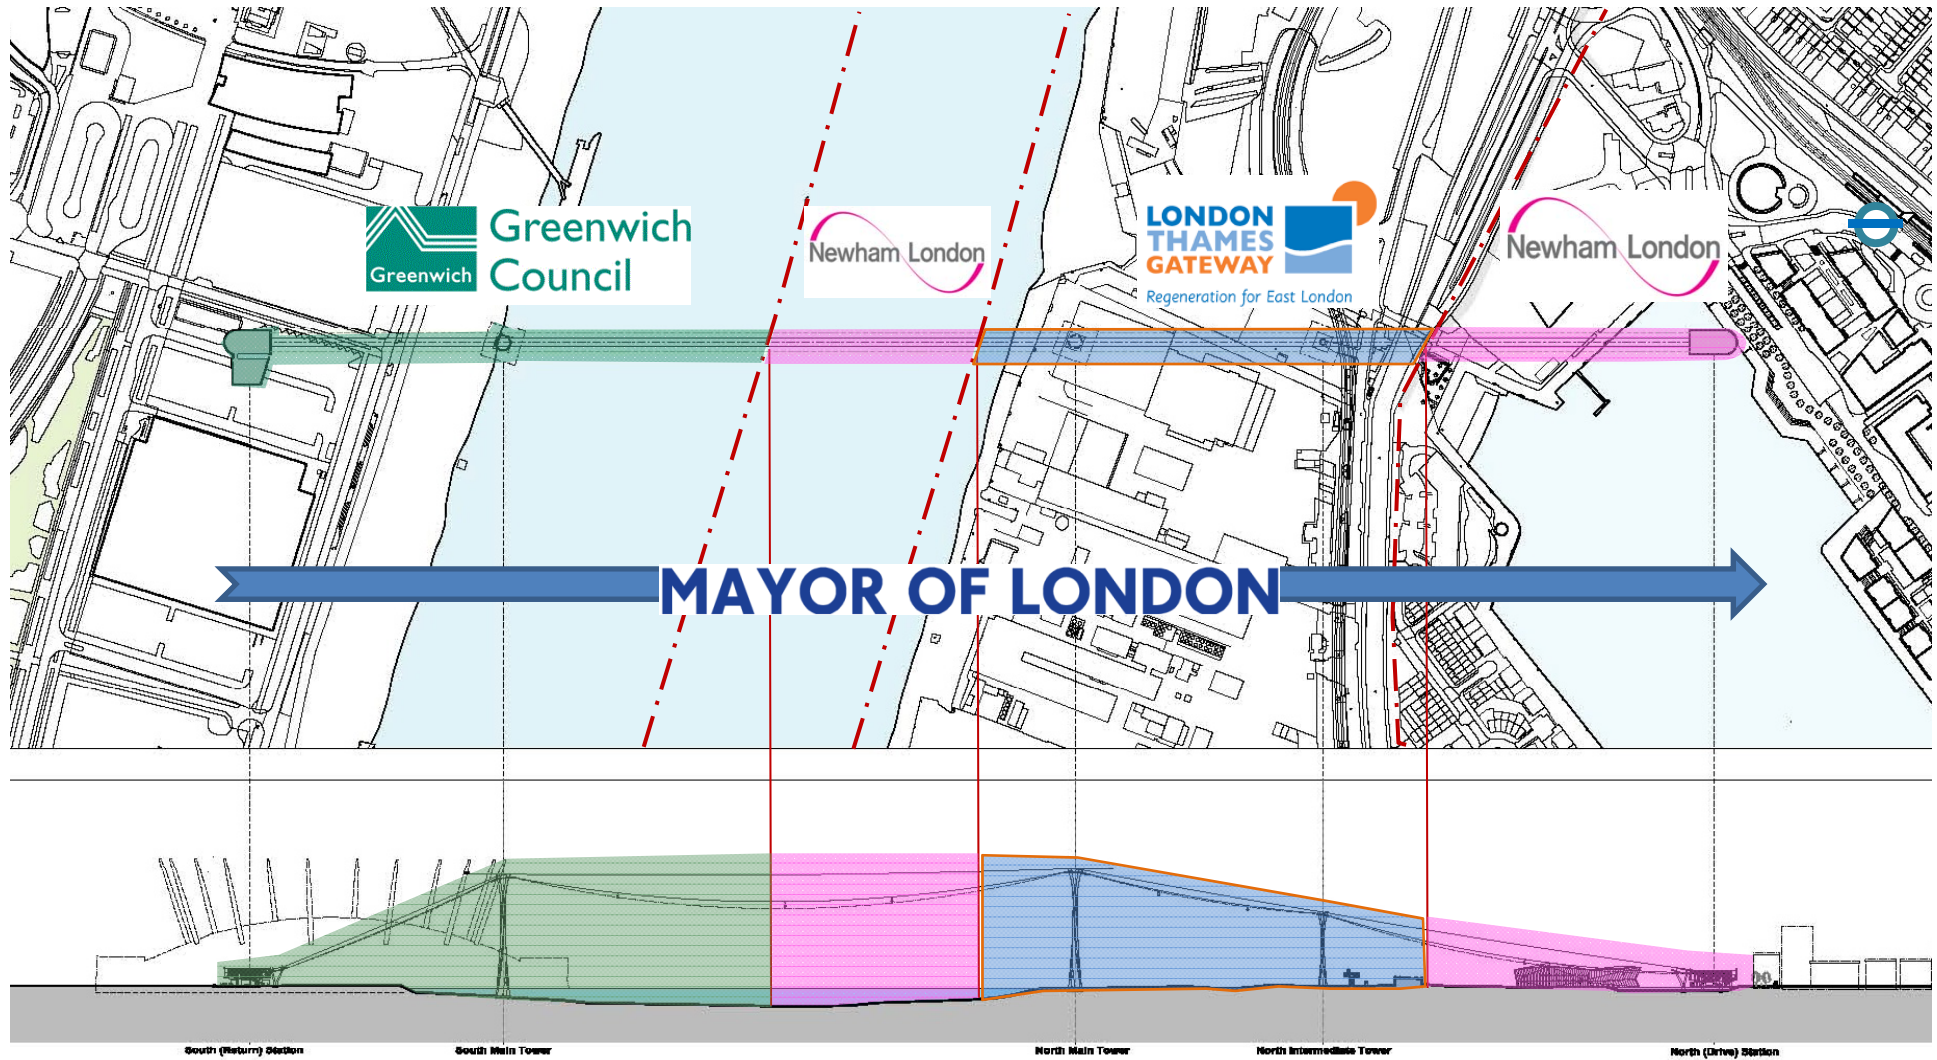 Greenwich
Greenwich
Council
Newham London
LONDON
THAMES
GATEWAY
Regeneration for East London
Newham London
MAYOR OF LONDON
South (Return) Station
South Main Tower
North Main Tower
North Intermediate Tower
North (Drive) Station